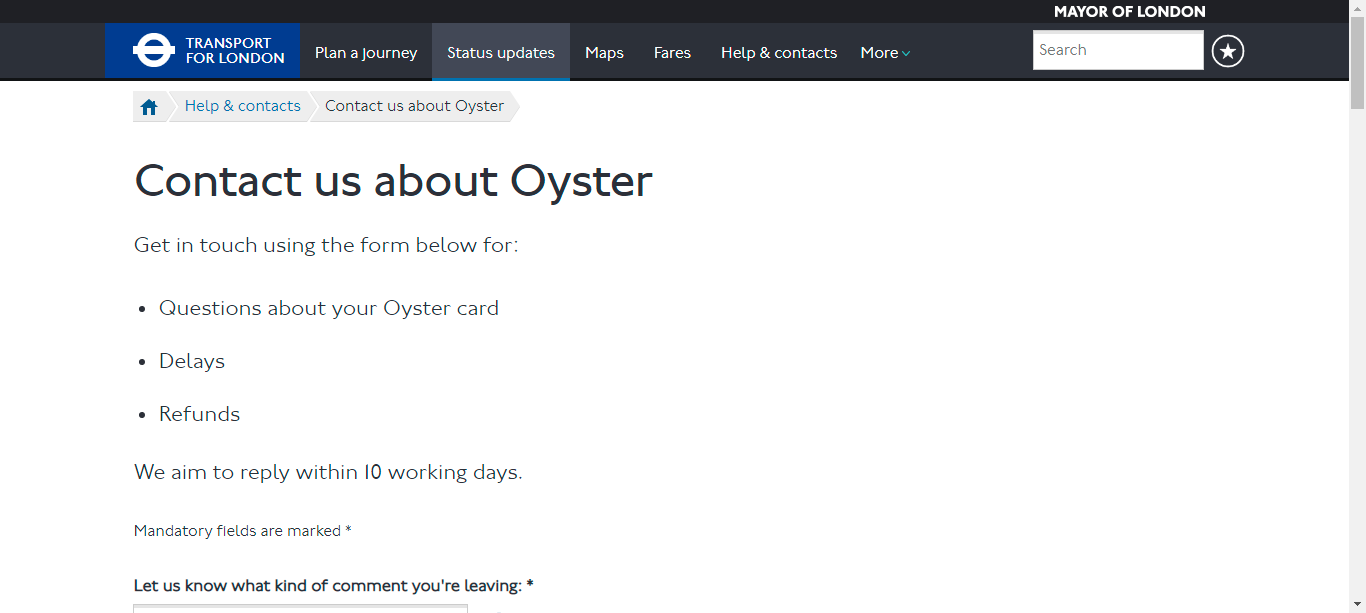 MAYOR OF LONDON
TRANSPORT
FOR LONDON
Plan a journey
Status updates
Maps
Fares
Help & contacts
More
Search
Help & contacts
Contact us about Oyster
Contact us about Oyster
Get in touch using the form below for:
• Questions about your Oyster card
• Delays
• Refunds
We aim to reply within 10 working days.
Mandatory fields are marked *
Let us know what kind of comment you're leaving: *